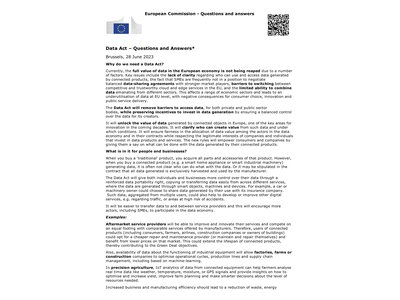 European Commission - Questions and answers
Data Act – Questions and Answers*
Brussels, 28 June 2023
Why do we need a Data Act?
Currently, the full value of data in the European economy is not being reaped due to a number
of factors. Key issues include the lack of clarity regarding who can use and access data generated
by connected products, the fact that SMEs are frequently not in a position to negotiate
balanced data-sharing agreements with stronger market players, barriers to switching between
competitive and trustworthy cloud and edge services in the EU, and the limited ability to combine
data emanating from different sectors. This affects a range of economic sectors and leads to an
underutilisation of data at EU level, with negative consequences for consumer choice, innovation and
public service delivery.
The Data Act will remove barriers to access data, for both private and public sector
bodies, while preserving incentives to invest in data generation by ensuring a balanced control
over the data for its creators.
It will unlock the value of data generated by connected objects in Europe, one of the key areas for
innovation in the coming decades. It will clarify who can create value from such data and under
which conditions. It will ensure fairness in the allocation of data value among the actors in the data
economy and in their contracts while respecting the legitimate interests of companies and individuals
that invest in data products and services. The new rules will empower consumers and companies by
giving them a say on what can be done with the data generated by their connected products.
What is in it for people and businesses?
When you buy a 'traditional' product, you acquire all parts and accessories of that product. However,
when you buy a connected product (e.g. a smart home appliance or smart industrial machinery)
generating data, it is often not clear who can do what with the data. Or it may be stipulated in the
contract that all data generated is exclusively harvested and used by the manufacturer.
The Data Act will give both individuals and businesses more control over their data through a
reinforced data portability right, copying or transferring data easily from across different services,
where the data are generated through smart objects, machines and devices. For example, a car or
machinery owner could choose to share data generated by their use with its insurance company.
Such data, aggregated from multiple users, could also help to develop or improve other digital
services, e.g. regarding traffic, or areas at high risk of accidents.
It will be easier to transfer data to and between service providers and this will encourage more
actors, including SMEs, to participate in the data economy.
Examples:
Aftermarket service providers will be able to improve and innovate their services and compete on
an equal footing with comparable services offered by manufacturers. Therefore, users of connected
products (including consumers, farmers, airlines, construction companies or owners of buildings)
could opt for a cheaper repair and maintenance provider (or maintain and repair themselves) and
benefit from lower prices on that market. This could extend the lifespan of connected products,
thereby contributing to the Green Deal objectives.
Also, availability of data about the functioning of industrial equipment will allow factories, farms or
construction companies to optimise operational cycles, production lines and supply chain
management, including based on machine-learning.
In precision agriculture, IoT analytics of data from connected equipment can help farmers analyse
real time data like weather, temperature, moisture, or GPS signals and provide insights on how to
optimise and increase yield, improve farm planning and make smarter decisions about the level of
resources needed.
Increased business and manufacturing efficiency should lead to a reduction of waste, energy